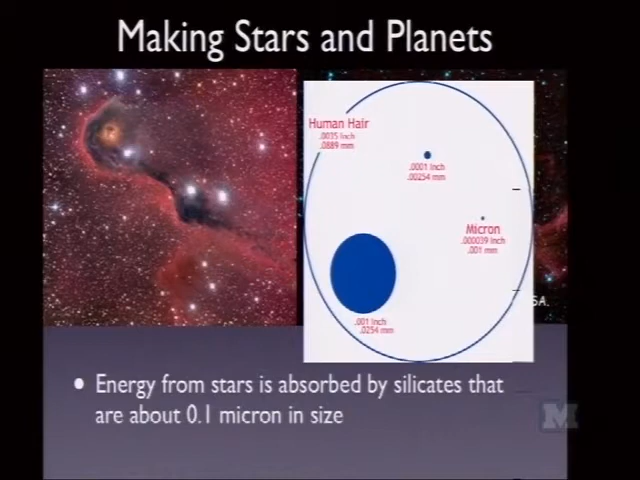 Making Stars and Planets
Human Hair
.0035 Inch
.0889 mm
.0001 Inch
.00254 mm
Micron
.000039 Inch
.001 mm
.001 Inch
.0254 mm
SA.
• Energy from stars is absorbed by silicates that
are about 0.1 micron in size
M